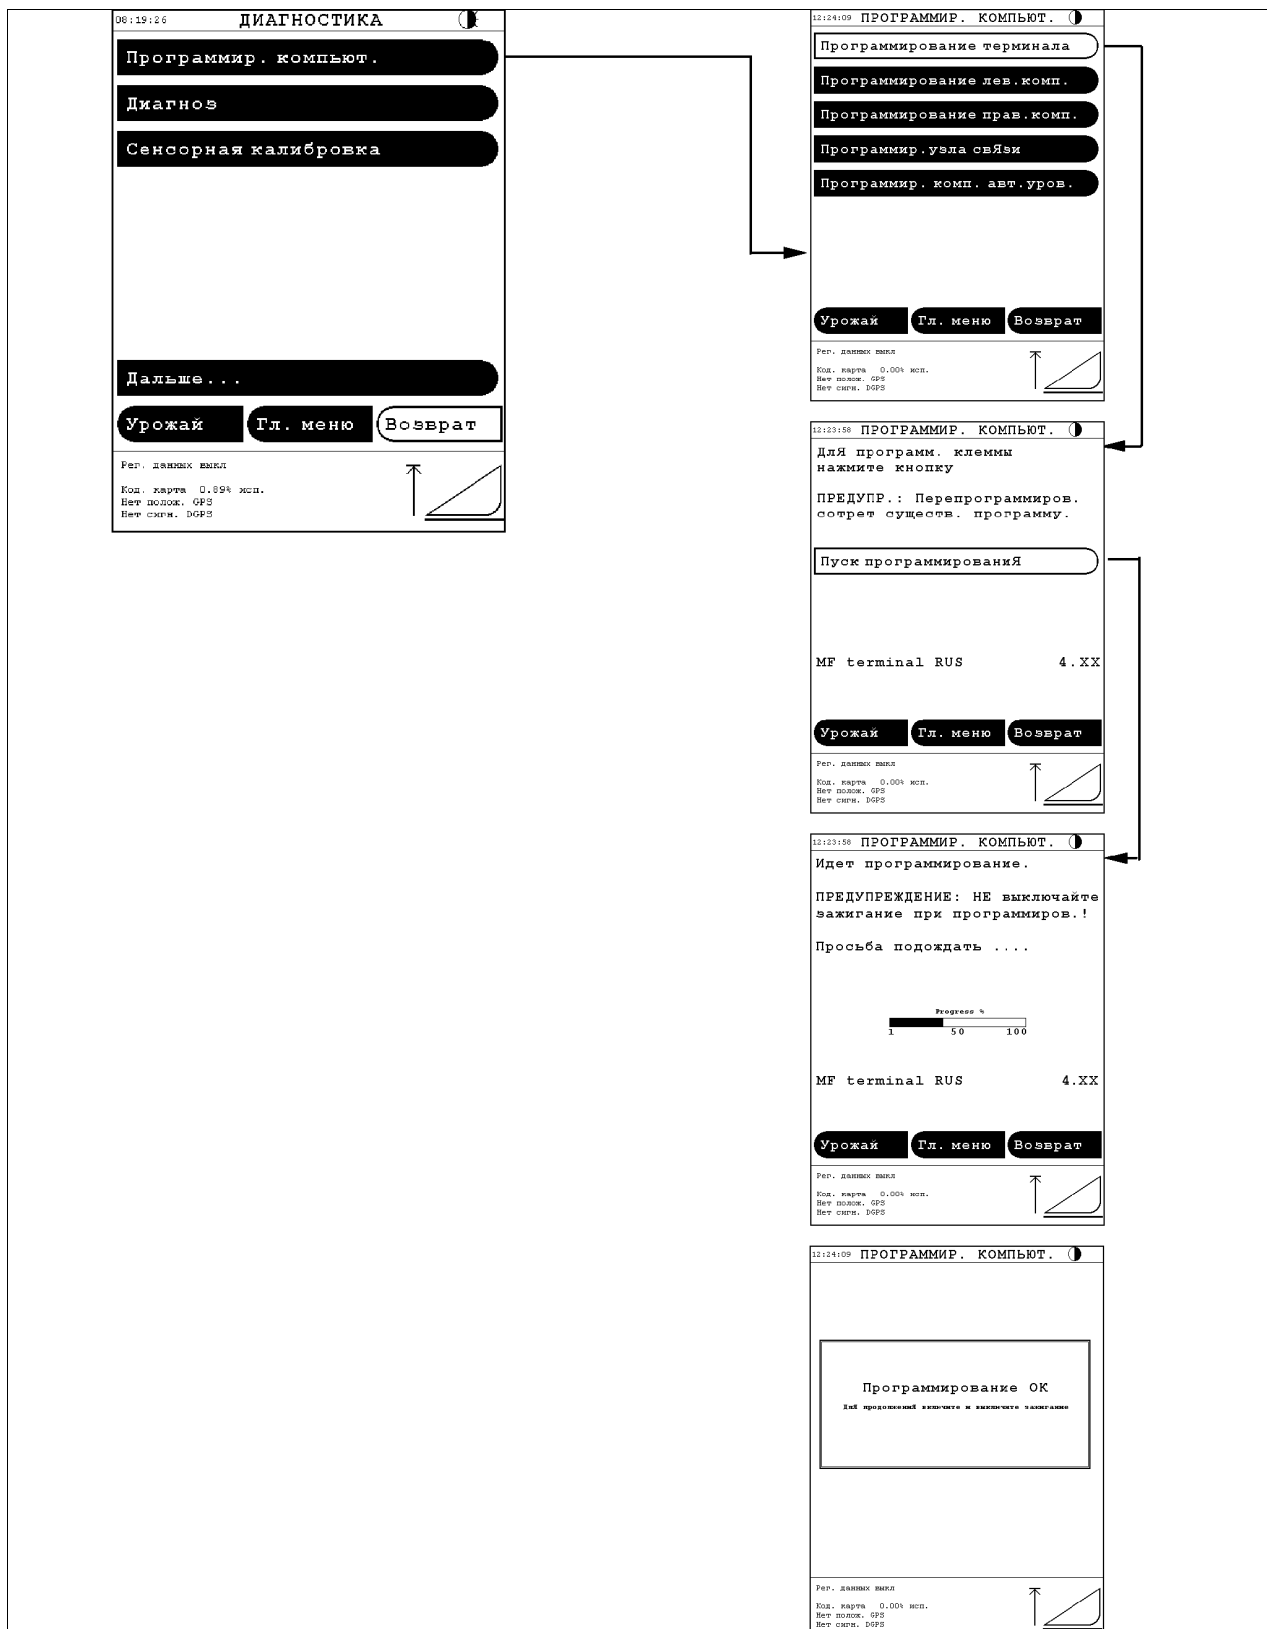 08:19:26 ДИАГНОСТИКА
Программир. компьют.
Диагноз
Сенсорная калибровка
Дальше...
Урожай Гл. меню Возврат
Рег. данных выкл
Код. карта 0.89% исп.
Нет полож. GPS
Нет сигн. DGPS
12:24:09 ПРОГРАММИР. КОМПЬЮТ.
Программирование терминала
Программирование лев.комп.
Программирование прав.комп.
Программир.узла свЯзи
Программир. комп. авт.уров.
Урожай Гл. меню Возврат
Рег. данных выкл
Код. карта 0.00% исп.
Нет полож. GPS
Нет сигн. DGPS
12:23:58 ПРОГРАММИР. КОМПЬЮТ.
ДлЯ программ. клеммы
нажмите кнопку
ПРЕДУПР.: Перепрограммиров.
сотрет существ. программу.
Пуск программированиЯ
MF terminal RUS 4.XX
Урожай Гл. меню Возврат
Рег. данных выкл
Код. карта 0.00% исп.
Нет полож. GPS
Нет сигн. DGPS
12:23:58 ПРОГРАММИР. КОМПЬЮТ.
Идет программирование.
ПРЕДУПРЕЖДЕНИЕ: НЕ выключайте
зажигание при программиров.!
Просьба подождать ....
Progress %
1 50 100
MF terminal RUS 4.XX
Урожай Гл. меню Возврат
Рег. данных выкл
Код. карта 0.00% исп.
Нет полож. GPS
Нет сигн. DGPS
12:24:09 ПРОГРАММИР. КОМПЬЮТ.
Программирование ОК
ДлЯ продолжениЯ включите и выключите зажигание
Рег. данных выкл
Код. карта 0.00% исп.
Нет полож. GPS
Нет сигн. DGPS